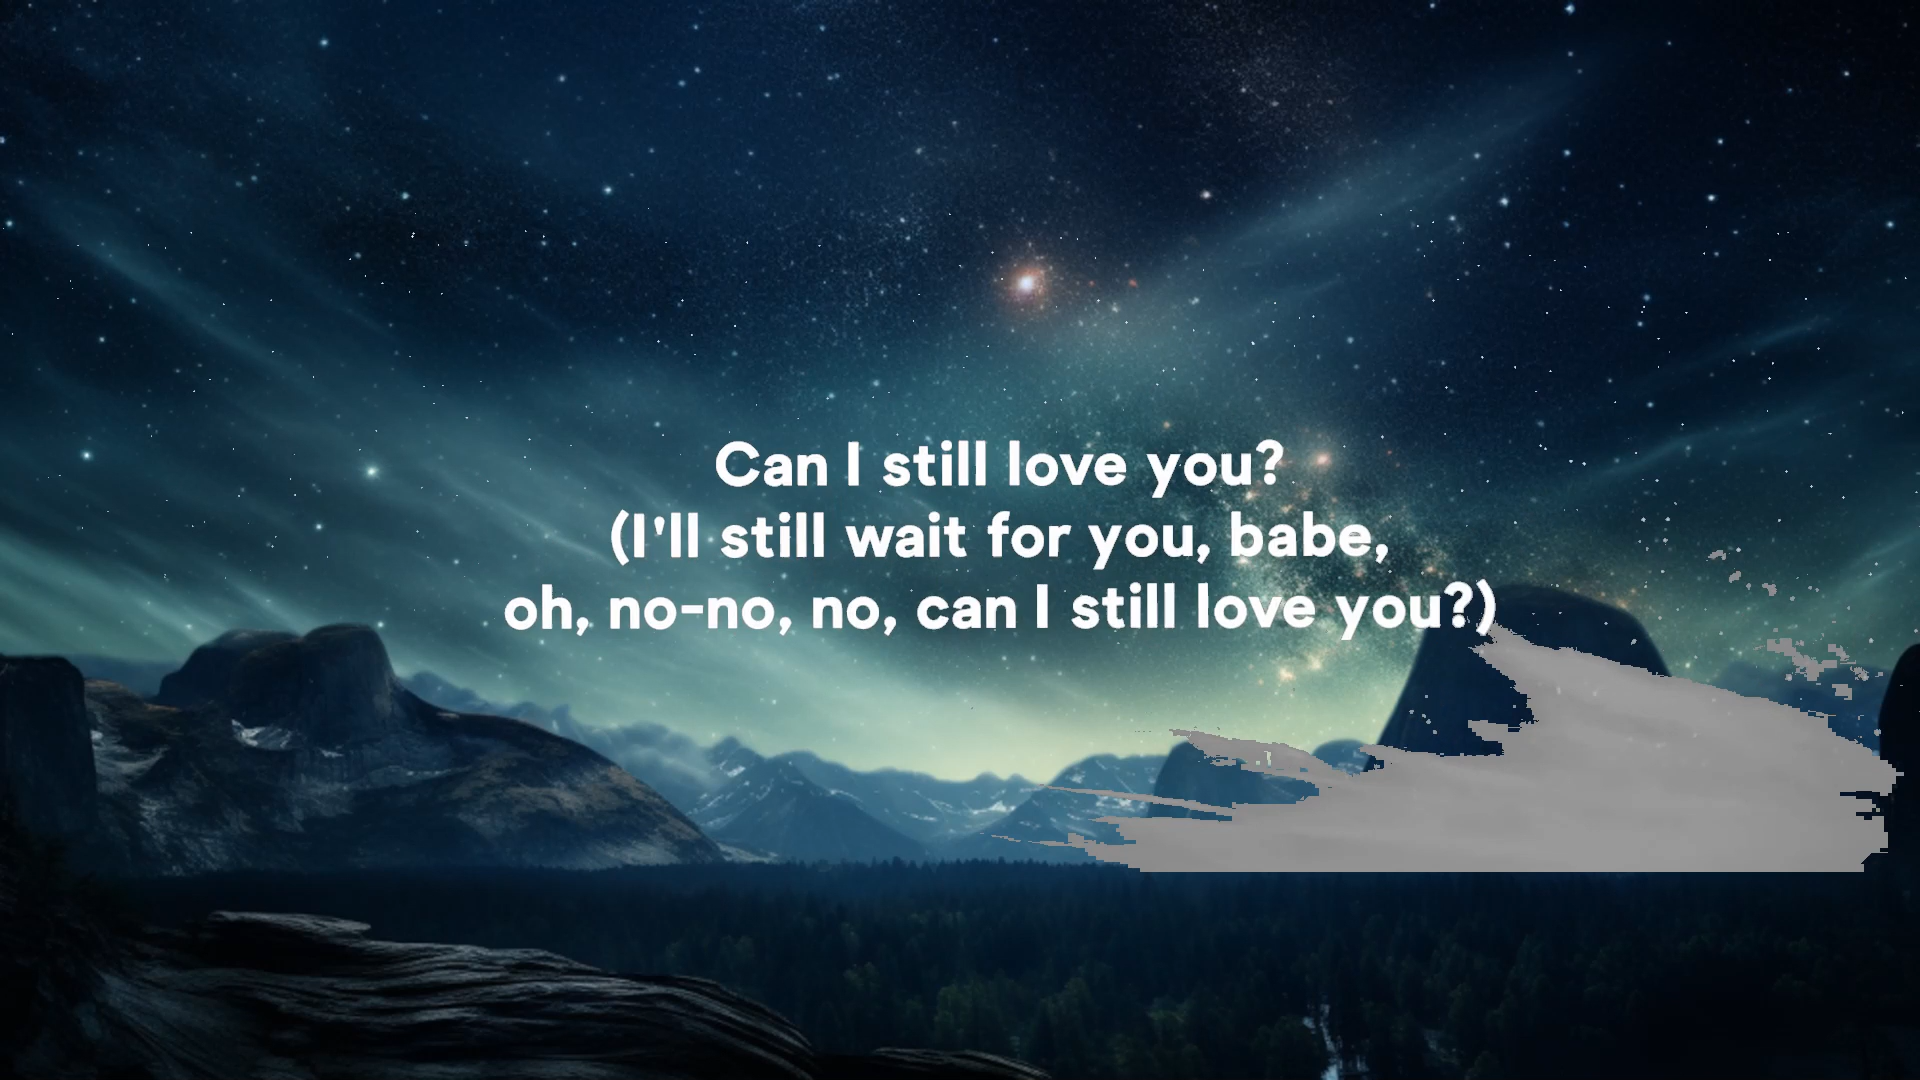 Can I still love you?
(I'll still wait for you, babe,
oh, no-no, no, can I still love you?)